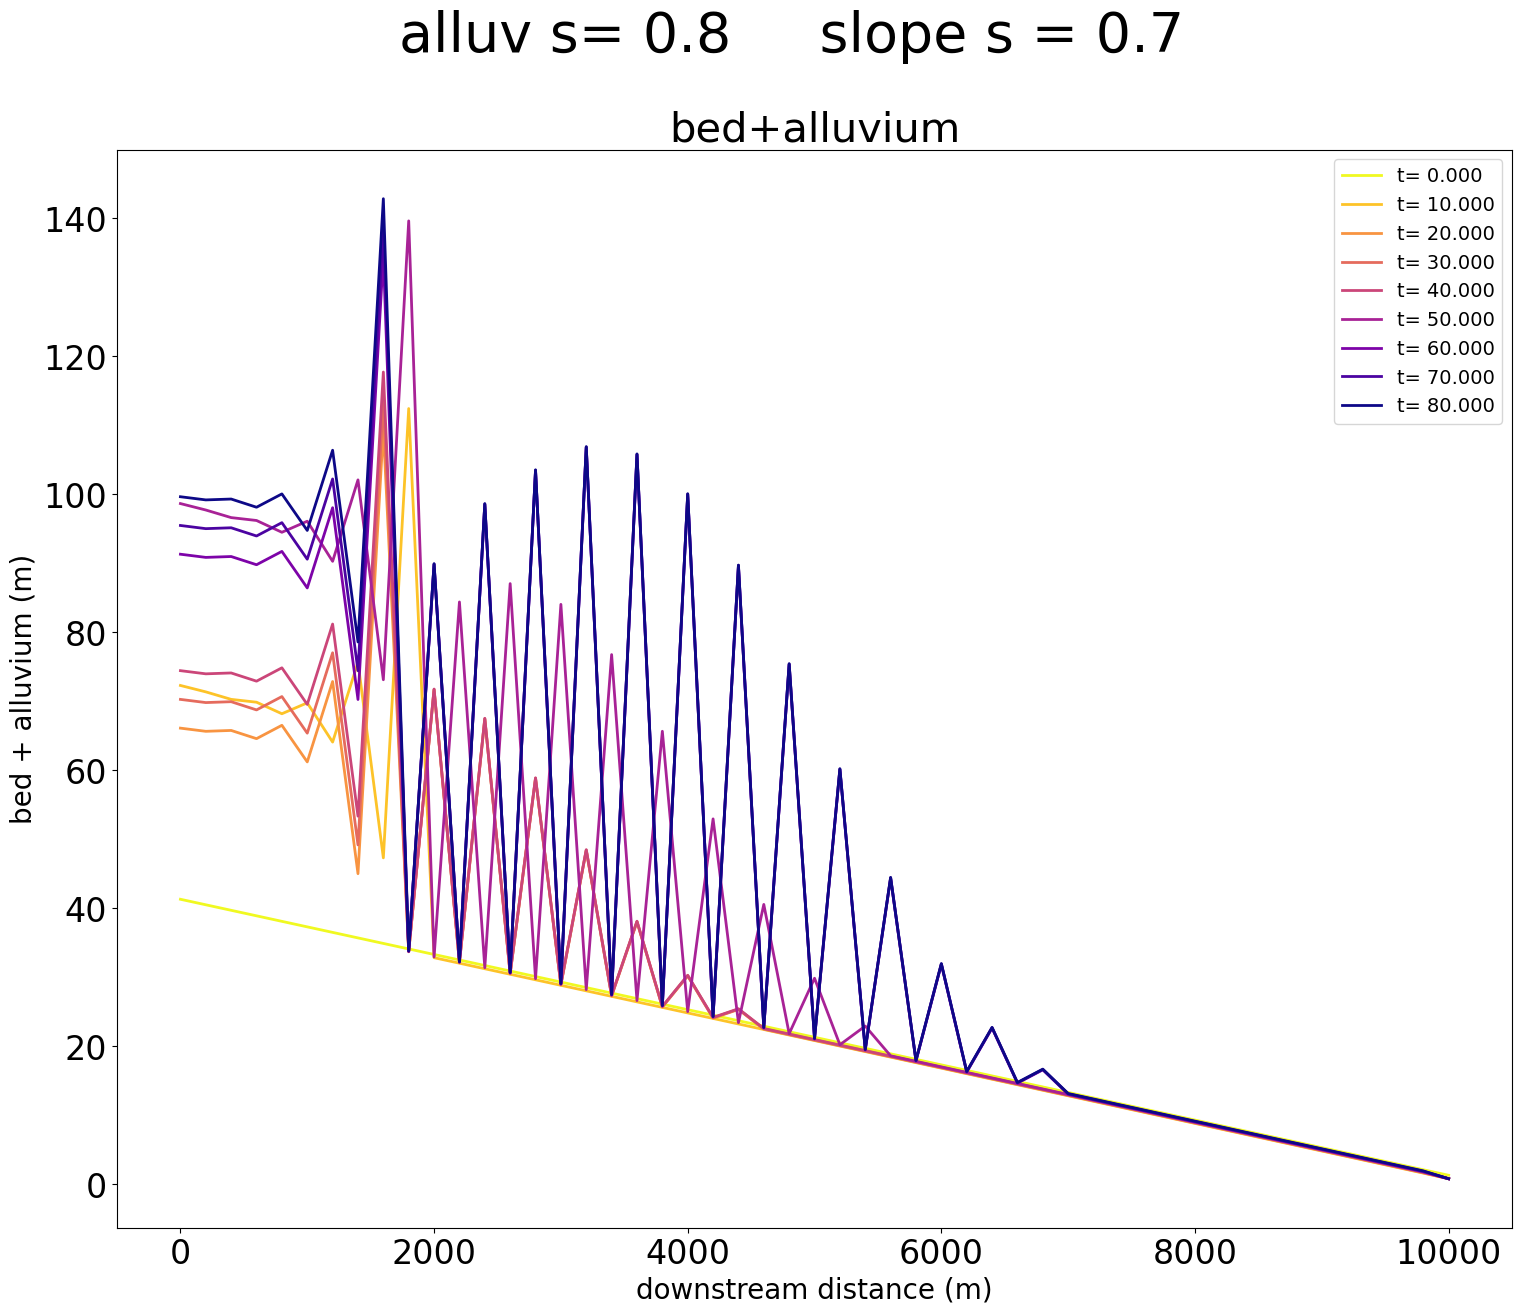 alluv s= 0.8     slope s = 0.7
bed+alluvium
t= 0.000
t= 10.000
t= 20.000
t= 30.000
t= 40.000
t= 50.000
t= 60.000
t= 70.000
t= 80.000
140
120
100
80
60
40
20
0
bed + alluvium (m)
0 2000 4000 6000 8000 10000
downstream distance (m)